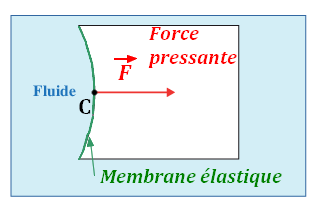 Force
pressante
F
Fluide
C
Membrane élastique